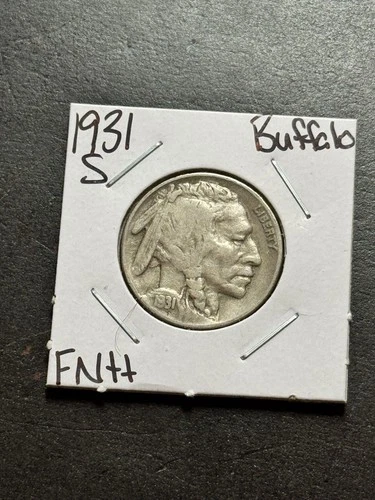 1931 Buffalo
S
LIBERTY
1931
FN++